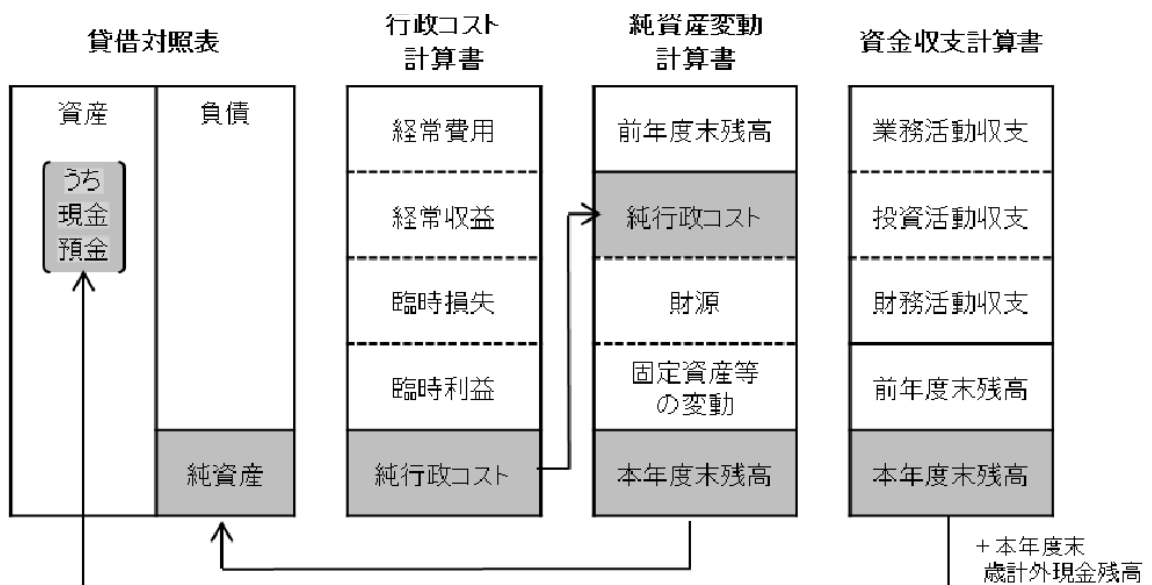 貸借対照表
資産
負債
うち
現金
預金
純資産
行政コスト
計算書
経常費用
経常収益
臨時損失
臨時利益
純行政コスト
純資産変動
計算書
前年度末残高
純行政コスト
財源
固定資産等
の変動
本年度末残高
資金収支計算書
業務活動収支
投資活動収支
財務活動収支
前年度末残高
本年度末残高
+本年度末
歳計外現金残高